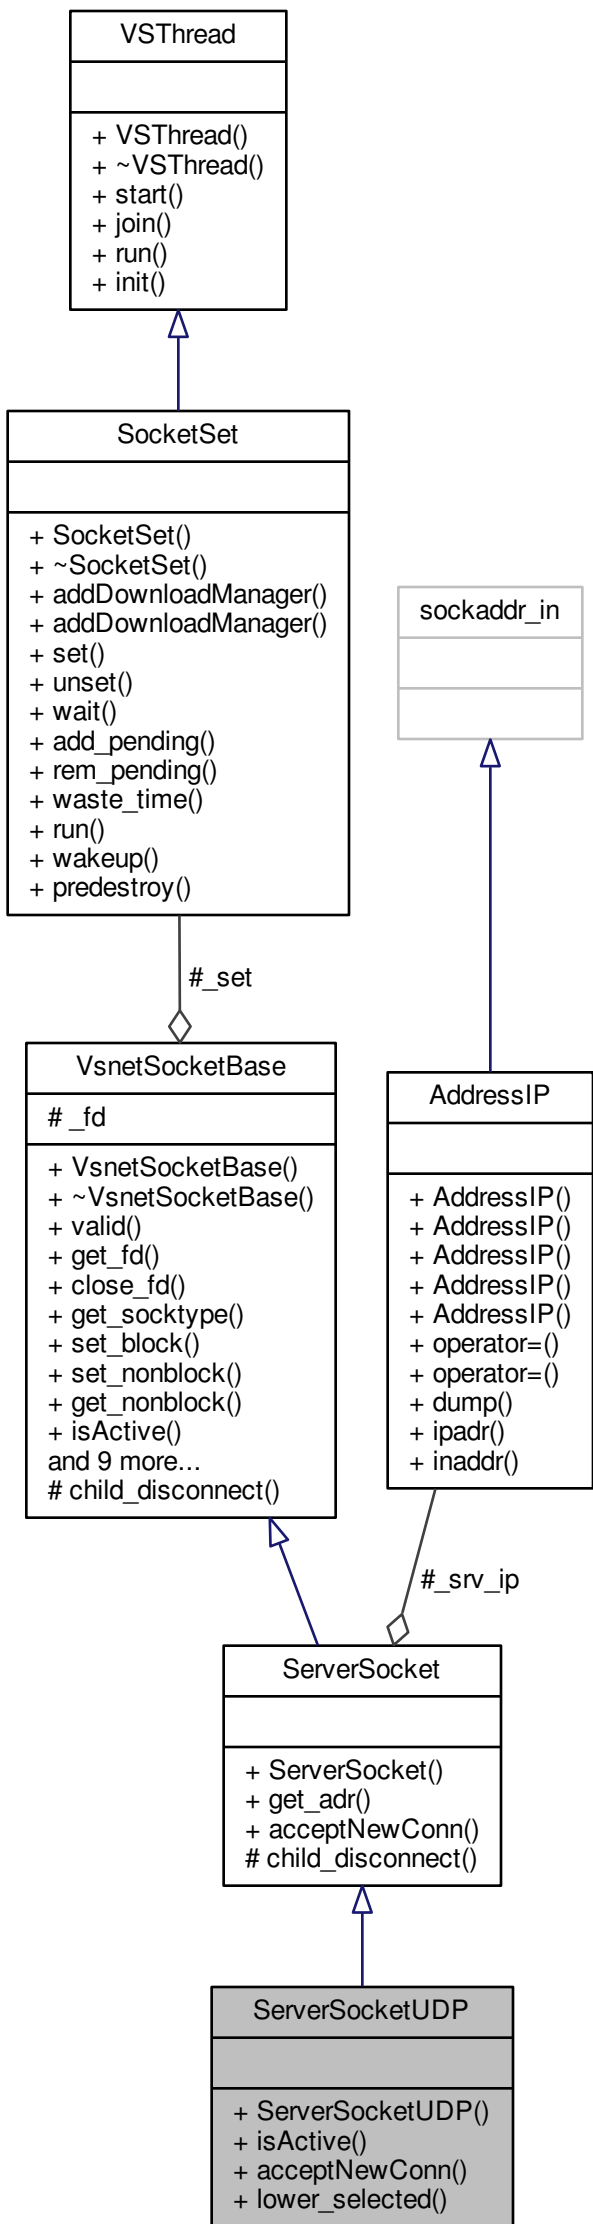 VSThread
+ VSThread()
+ ~VSThread()
+ start()
+ join()
+ run()
+ init()
SocketSet
+ SocketSet()
+ ~SocketSet()
+ addDownloadManager()
+ addDownloadManager()
+ set()
+ unset()
+ wait()
+ add_pending()
+ rem_pending()
+ waste_time()
+ run()
+ wakeup()
+ predestroy()
sockaddr_in
#_set
VsnetSocketBase
# _fd
+ VsnetSocketBase()
+ ~VsnetSocketBase()
+ valid()
+ get_fd()
+ close_fd()
+ get_socktype()
+ set_block()
+ set_nonblock()
+ get_nonblock()
+ isActive()
and 9 more...
# child_disconnect()
AddressIP
+ AddressIP()
+ AddressIP()
+ AddressIP()
+ AddressIP()
+ AddressIP()
+ operator=()
+ operator=()
+ dump()
+ ipadr()
+ inaddr()
#_srv_ip
ServerSocket
+ ServerSocket()
+ get_adr()
+ acceptNewConn()
# child_disconnect()
ServerSocketUDP
+ ServerSocketUDP()
+ isActive()
+ acceptNewConn()
+ lower_selected()